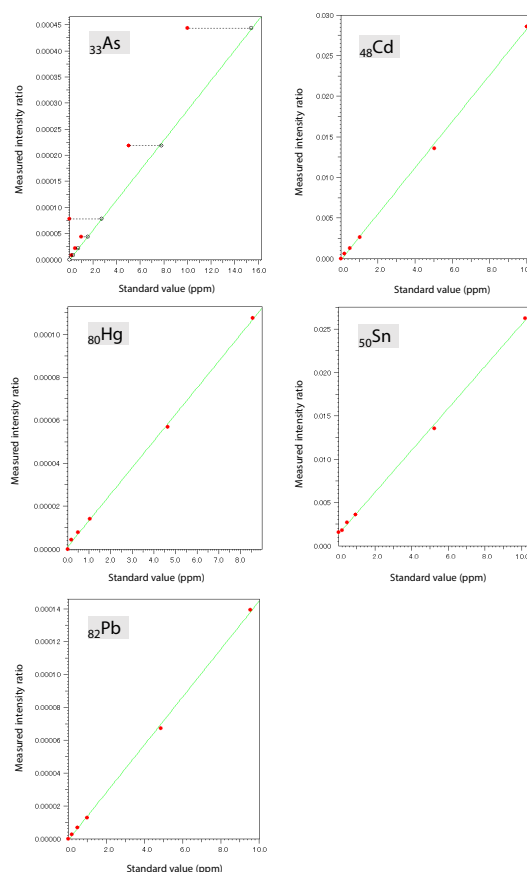 33As
Measured intensity ratio
0.00045
0.00040
0.00030
0.00020
0.00010
0.00005
0.00000
0.0 2.0 4.0 6.0 8.0 10.0 12.0 14.0 16.0
Standard value (ppm)
48Cd
Measured intensity ratio
0.030
0.025
0.020
0.015
0.010
0.005
0.000
0.0 2.0 4.0 6.0 8.0 10.0
Standard value (ppm)
80Hg
Measured intensity ratio
0.00010
0.00008
0.00006
0.00004
0.00002
0.00000
0.0 1.0 2.0 3.0 4.0 5.0 6.0 7.0 8.0
Standard value (ppm)
50Sn
Measured intensity ratio
0.025
0.020
0.015
0.010
0.005
0.000
0.0 2.0 4.0 6.0 8.0 10.0
Standard value (ppm)
82Pb
Measured intensity ratio
0.00014
0.00012
0.00010
0.00008
0.00006
0.00004
0.00002
0.00000
0.0 2.0 4.0 6.0 8.0 10.0
Standard value (ppm)